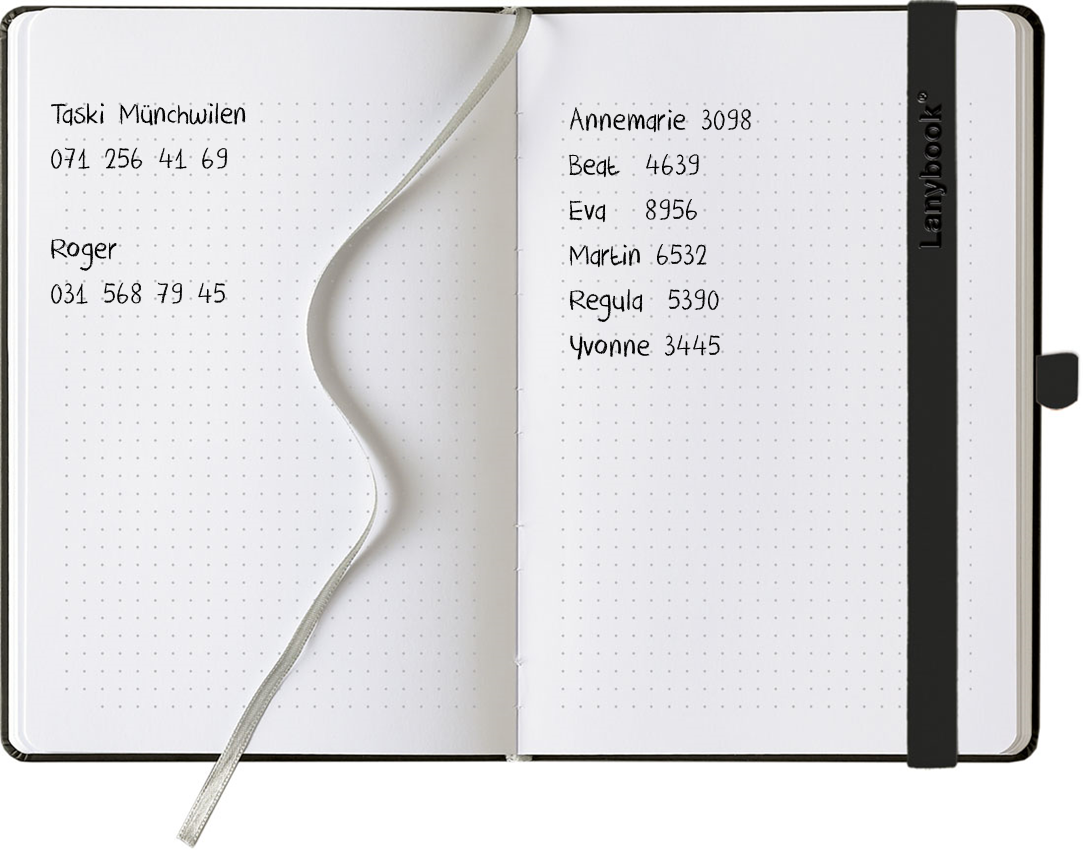 Taski Münchwilen
071 256 41 69
Roger
031 568 79 45
Annemarie 3098
Beat 4639
Eva 8956
Martin 6532
Regula 5390
Yvonne 3445
Lanybook®